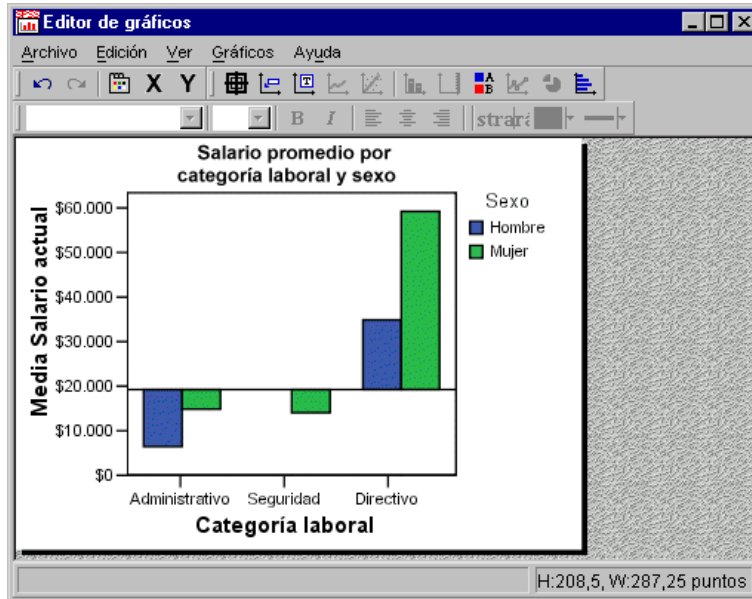 Editor de gráficos
Archivo Edición Ver Gráficos Ayuda
X Y
B I
Salario promedio por
categoría laboral y sexo
Media Salario actual
$60.000
$50.000
$40.000
$30.000
$20.000
$10.000
$0
Sexo
Hombre
Mujer
Administrativo Seguridad Directivo
Categoría laboral
H:208,5, W:287,25 puntos